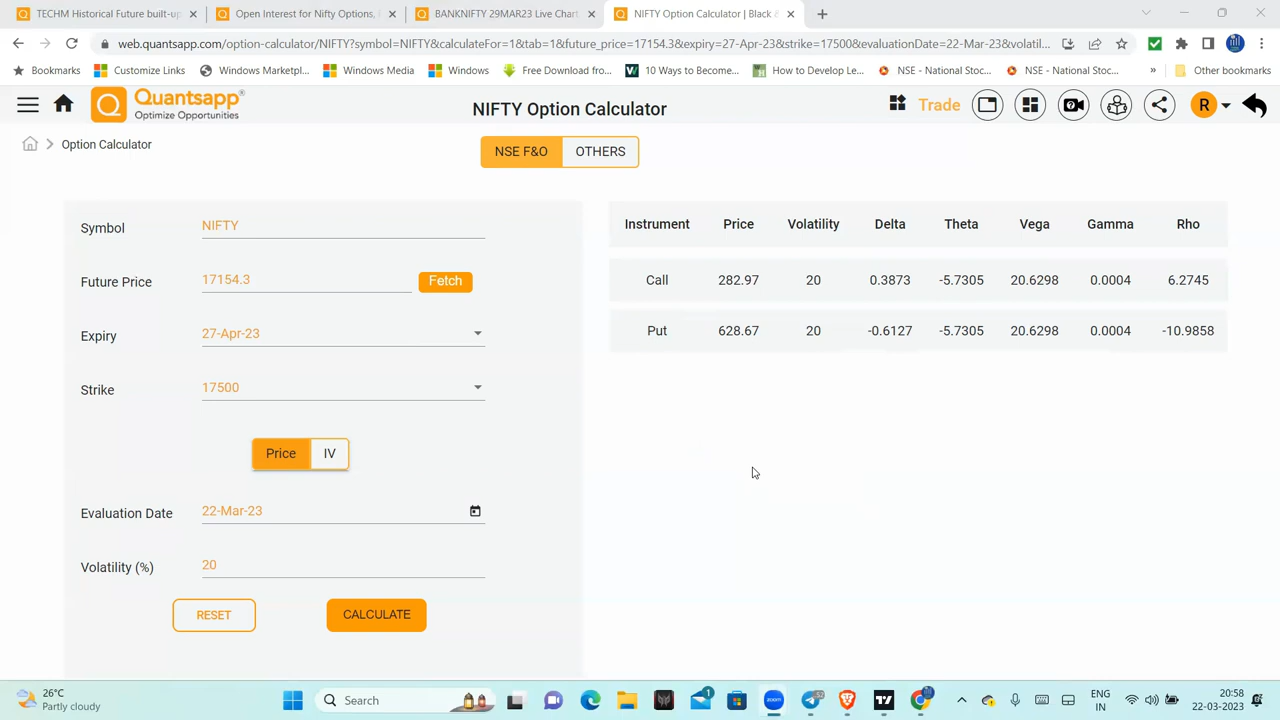 TECHM Historical Future built-up
Open Interest for Nifty Options,
BANKNIFTY 29MAR23 Live Chart
NIFTY Option Calculator | Black &
web.quantsapp.com/option-calculator/NIFTY?symbol=NIFTY&calculateFor=1&tab=1&future_price=17154.3&expiry=27-Apr-23&strike=17500&evaluationDate=22-Mar-23&volatil...
Bookmarks
Customize Links
Windows Marketpl...
Windows Media
Windows
Free Download from...
10 Ways to Become...
How to Develop Le...
NSE - National Stoc...
NSE - National Stoc...
»
Other bookmarks
Quantsapp®
Optimize Opportunities
NIFTY Option Calculator
Trade
R
Option Calculator
NSE F&O OTHERS
Symbol NIFTY
Future Price 17154.3 Fetch
Expiry 27-Apr-23
Strike 17500
Price IV
Evaluation Date 22-Mar-23
Volatility (%) 20
RESET CALCULATE
Instrument Price Volatility Delta Theta Vega Gamma Rho
Call 282.97 20 0.3873 -5.7305 20.6298 0.0004 6.2745
Put 628.67 20 -0.6127 -5.7305 20.6298 0.0004 -10.9858
26°C
Partly cloudy
Search
1
zoom
ENG
IN
20:58
22-03-2023